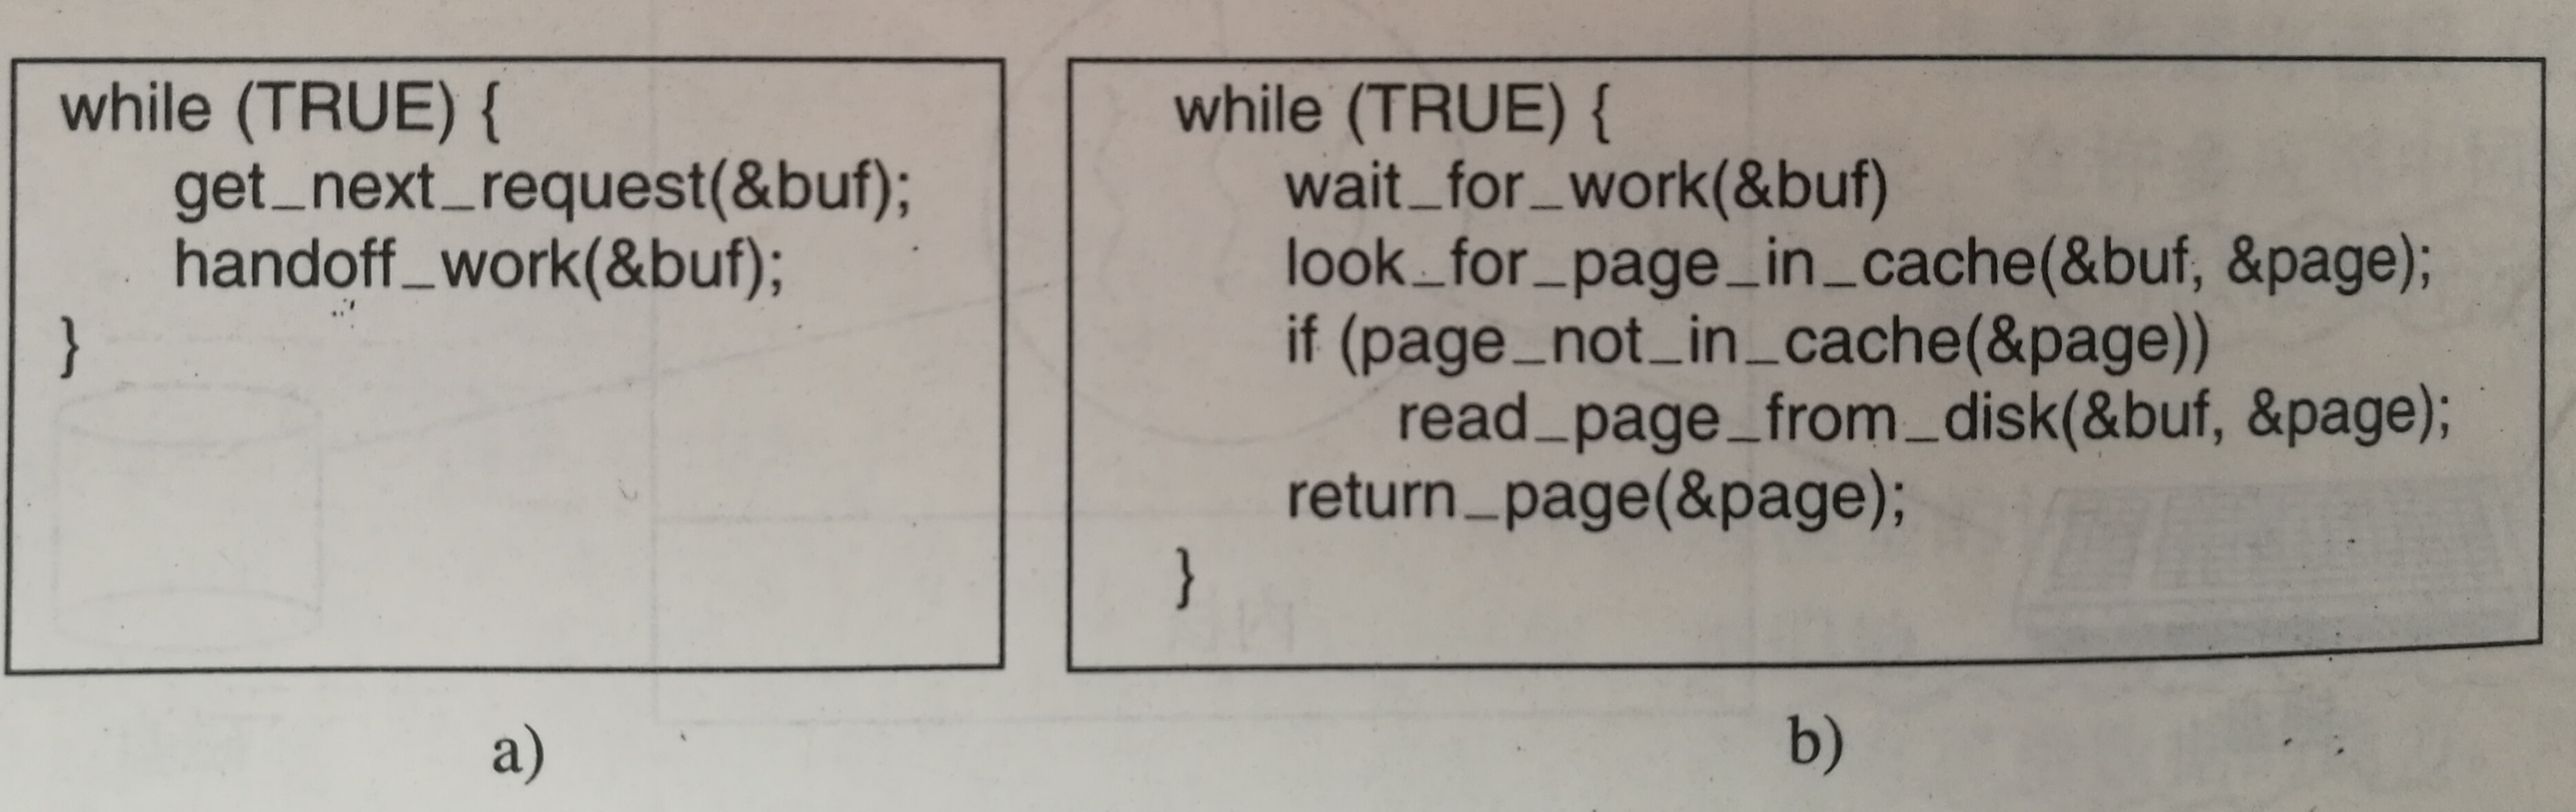 while (TRUE) {
get_next_request(&buf);
handoff_work(&buf);
}
a)
while (TRUE) {
wait_for_work(&buf)
look_for_page_in_cache(&buf, &page);
if (page_not_in_cache(&page))
read_page_from_disk(&buf, &page);
return_page(&page);
}
b)